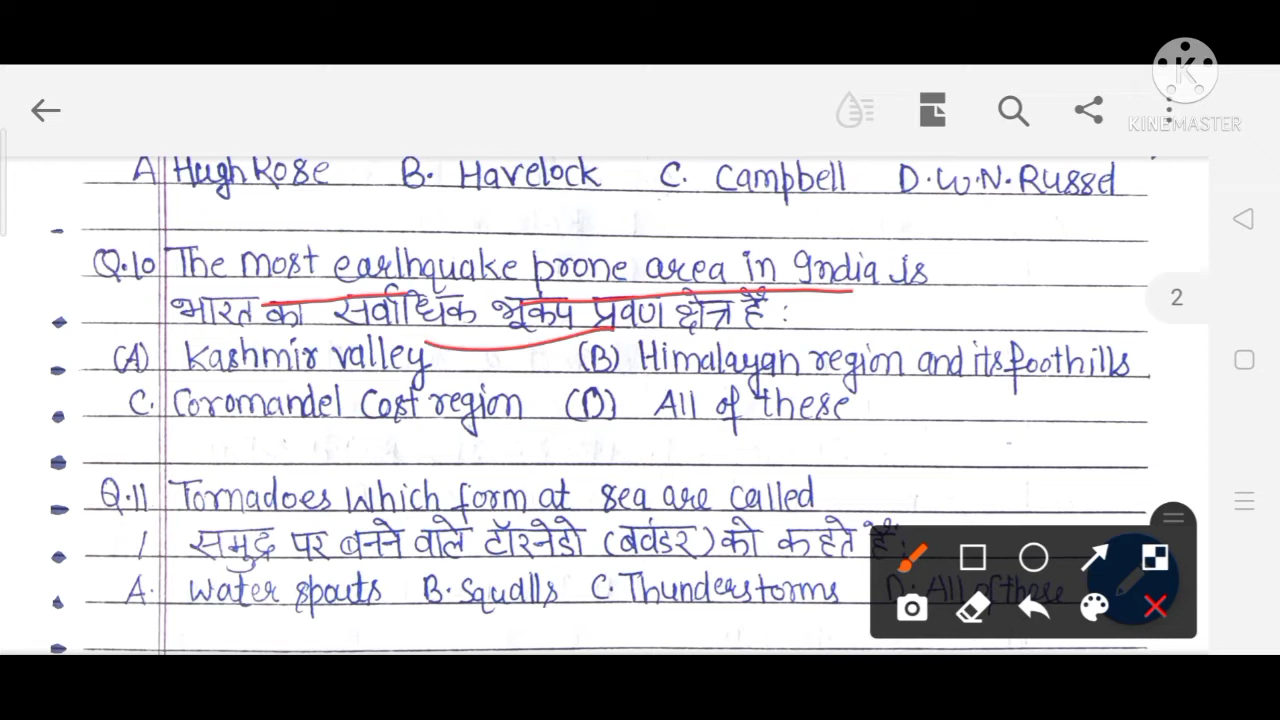 KINEMASTER
A Hugh Rose B. Havelock C. Campbell D. W.N. Russel
Q.10 The most earlhquake prone area in India is
2
भारत का सर्वाधिक भूकंप प्रवण क्षेत्र है :
(A) Kashmir valley (B) Himalayan region and its foothills
C. Coromandel Cost region (D) All of these
Q.11 Tornadoes which form at sea are called
समुद्र पर बनने वाले टॉरनेडो (बवंडर) को कहते हैं :
A. Water spouts B. Squalls C. Thunderstorms D. All of these